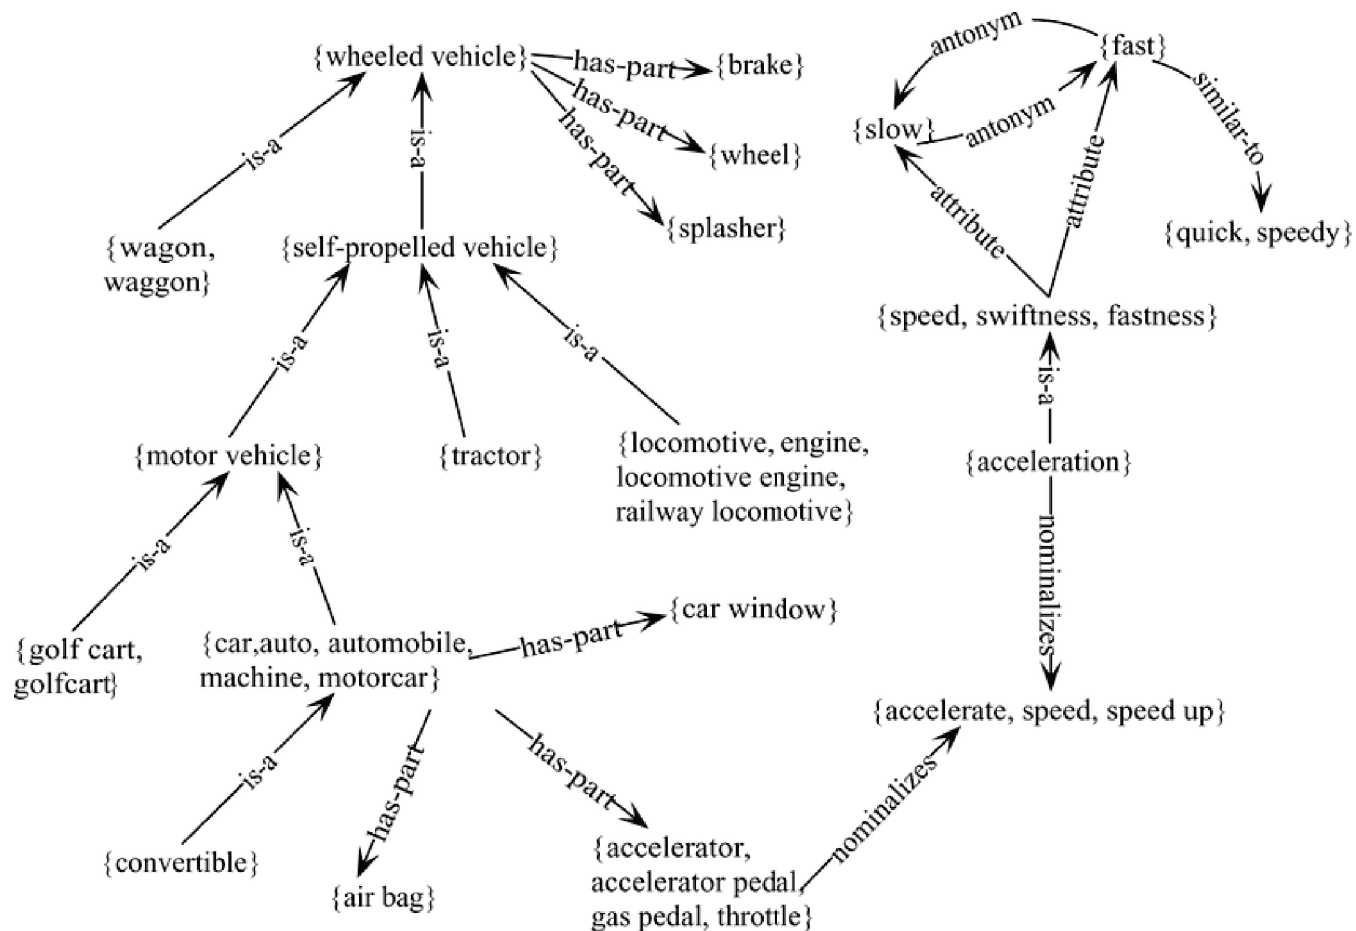 {wheeled vehicle}
has-part
{brake}
has-part
{wheel}
has-part
{splasher}
is-a
is-a
{wagon,
waggon}
{self-propelled vehicle}
is-a
is-a
is-a
{motor vehicle}
{tractor}
{locomotive, engine,
locomotive engine,
railway locomotive}
is-a
is-a
{golf cart,
golfcart}
{car,auto, automobile,
machine, motorcar}
has-part
{car window}
is-a
has-part
has-part
{convertible}
{air bag}
{accelerator,
accelerator pedal,
gas pedal, throttle}
nominalizes
antonym
{fast}
{slow}
antonym
similar-to
attribute
attribute
{quick, speedy}
{speed, swiftness, fastness}
is-a
{acceleration}
nominalizes
{accelerate, speed, speed up}